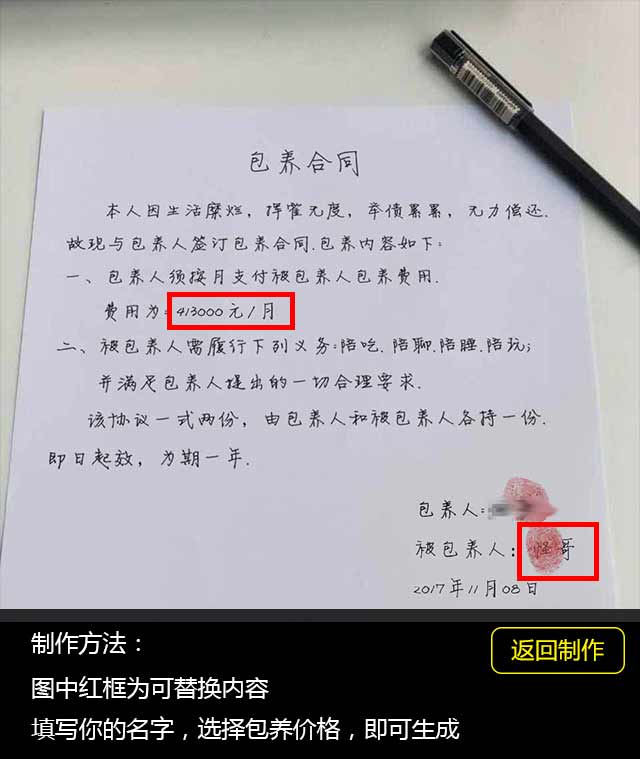 包养合同
本人因生活糜烂，挥霍无度，举债累累，无力偿还.
故现与包养人签订包养合同.包养内容如下：
一、包养人须按月支付被包养人包养费用.
费用为：413000元/月
二、被包养人需履行下列义务：陪吃.陪聊.陪睡.陪玩；
并满足包养人提出的一切合理要求.
该协议一式两份，由包养人和被包养人各持一份.
即日起效，为期一年.
包养人：
被包养人：怪哥
2017年11月08日
制作方法：
返回制作
图中红框为可替换内容
填写你的名字，选择包养价格，即可生成